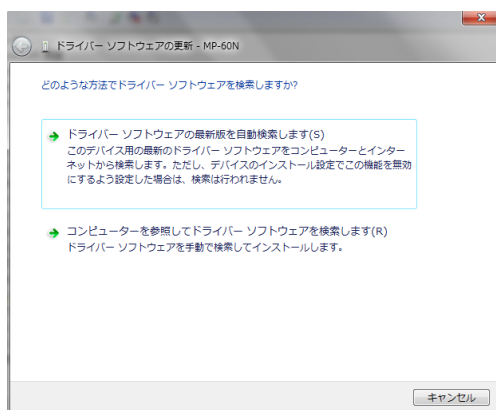 ドライバー ソフトウェアの更新 - MP-60N
どのような方法でドライバー ソフトウェアを検索しますか?
ドライバー ソフトウェアの最新版を自動検索します(S)
このデバイス用の最新のドライバー ソフトウェアをコンピューターとインター
ネットから検索します。ただし、デバイスのインストール設定でこの機能を無効
にするよう設定した場合は、検索は行われません。
コンピューターを参照してドライバー ソフトウェアを検索します(R)
ドライバー ソフトウェアを手動で検索してインストールします。
キャンセル